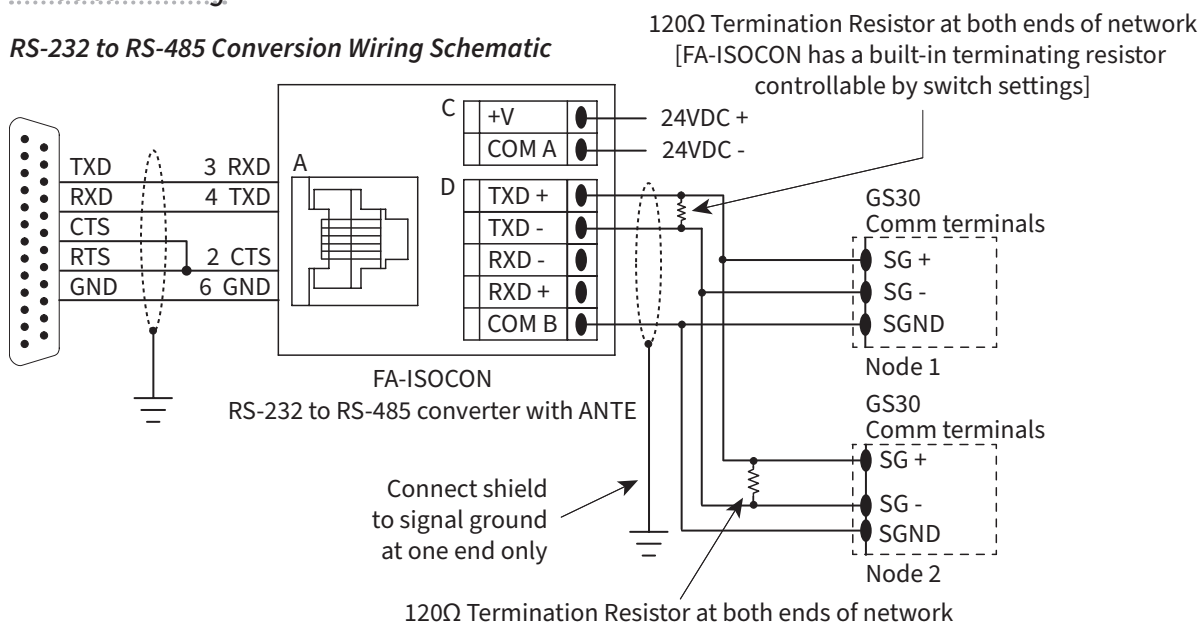 RS-232 to RS-485 Conversion Wiring Schematic
120Ω Termination Resistor at both ends of network
[FA-ISOCON has a built-in terminating resistor
controllable by switch settings]
TXD 3 RXD
RXD 4 TXD
CTS
RTS 2 CTS
GND 6 GND
A
C
+V
COM A
24VDC +
24VDC -
D
TXD +
TXD -
RXD -
RXD +
COM B
FA-ISOCON
RS-232 to RS-485 converter with ANTE
GS30
Comm terminals
SG +
SG -
SGND
Node 1
GS30
Comm terminals
SG +
SG -
SGND
Node 2
Connect shield
to signal ground
at one end only
120Ω Termination Resistor at both ends of network